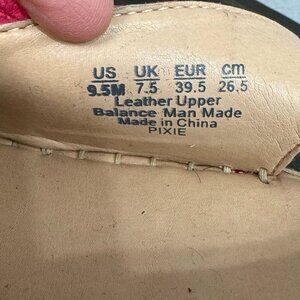 US UK EUR cm
9.5M 7.5 39.5 26.5
Leather Upper
Balance Man Made
Made in China
PIXIE